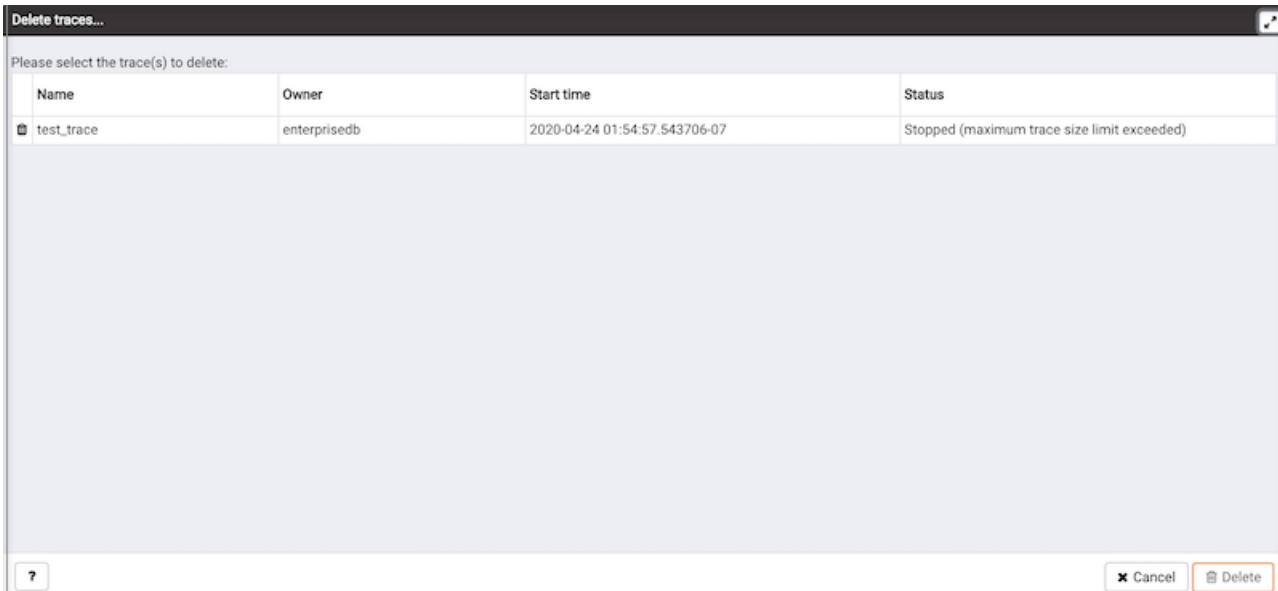 Delete traces...
Please select the trace(s) to delete:
Name Owner Start time Status
test_trace enterprisedb 2020-04-24 01:54:57.543706-07 Stopped (maximum trace size limit exceeded)
? Cancel Delete